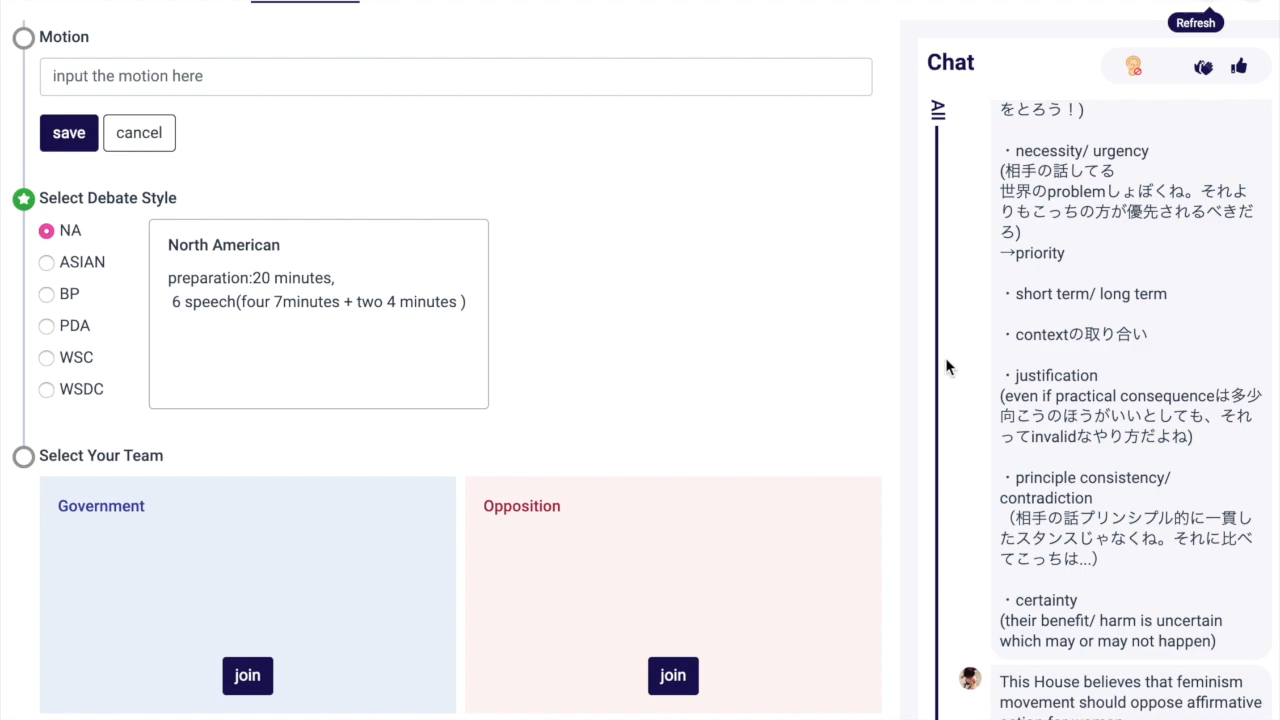 Refresh
Motion
input the motion here
save
cancel
Select Debate Style
NA
ASIAN
BP
PDA
WSC
WSDC
North American
preparation:20 minutes,
6 speech(four 7minutes + two 4 minutes )
Select Your Team
Government
join
Opposition
join
Chat
All
をとろう！)
・necessity/ urgency
(相手の話してる
世界のproblemしょぼくね。それよ
りもこっちの方が優先されるべきだ
ろ)
→priority
・short term/ long term
・contextの取り合い
・justification
(even if practical consequenceは多少
向こうのほうがいいとしても、それ
ってinvalidなやり方だよね)
・principle consistency/
contradiction
（相手の話プリンシプル的に一貫し
たスタンスじゃなくね。それに比べ
てこっちは...）
・certainty
(their benefit/ harm is uncertain
which may or may not happen)
This House believes that feminism
movement should oppose affirmative